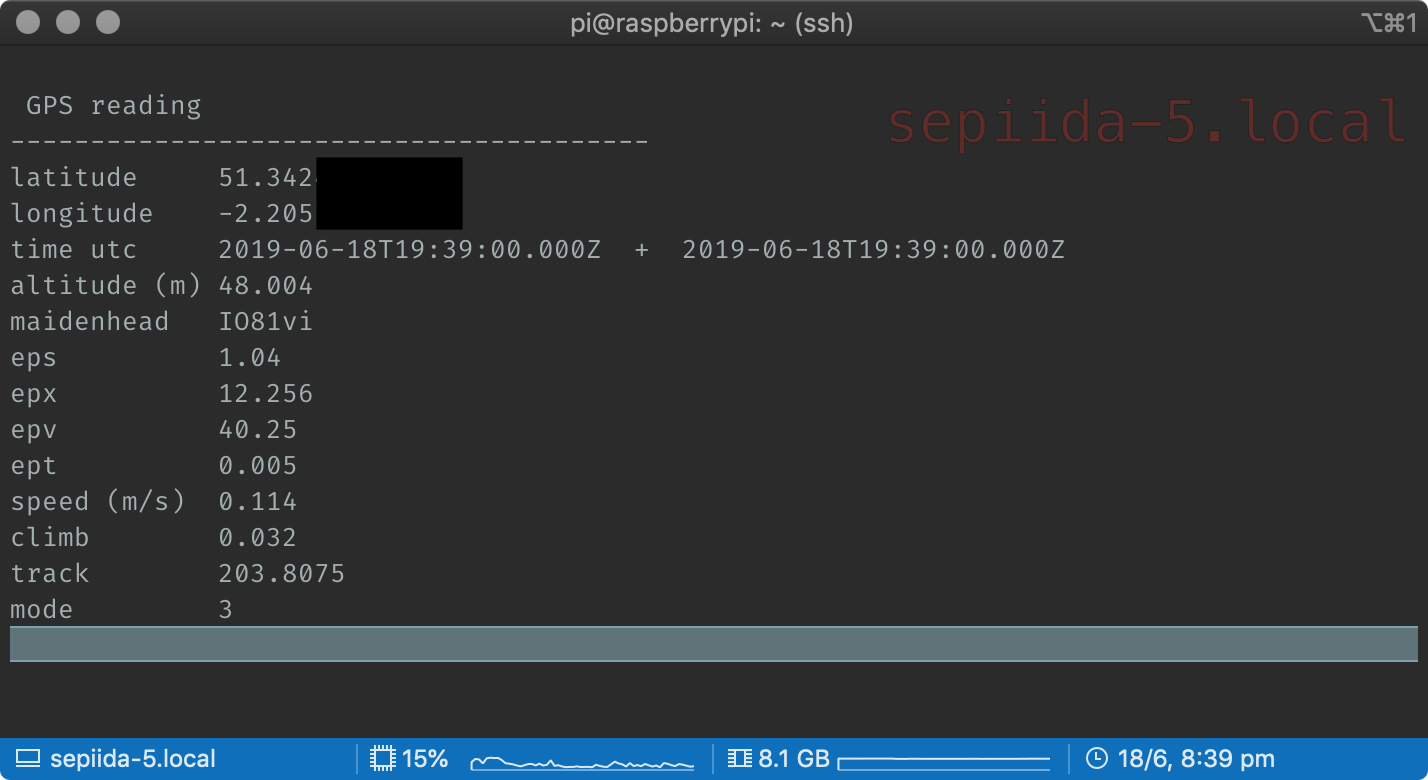 pi@raspberrypi: ~ (ssh)
⌥⌘1
GPS reading
sepiida-5.local
----------------------------------------
latitude 51.342
longitude -2.205
time utc 2019-06-18T19:39:00.000Z + 2019-06-18T19:39:00.000Z
altitude (m) 48.004
maidenhead IO81vi
eps 1.04
epx 12.256
epv 40.25
ept 0.005
speed (m/s) 0.114
climb 0.032
track 203.8075
mode 3
sepiida-5.local 15% 8.1 GB 18/6, 8:39 pm